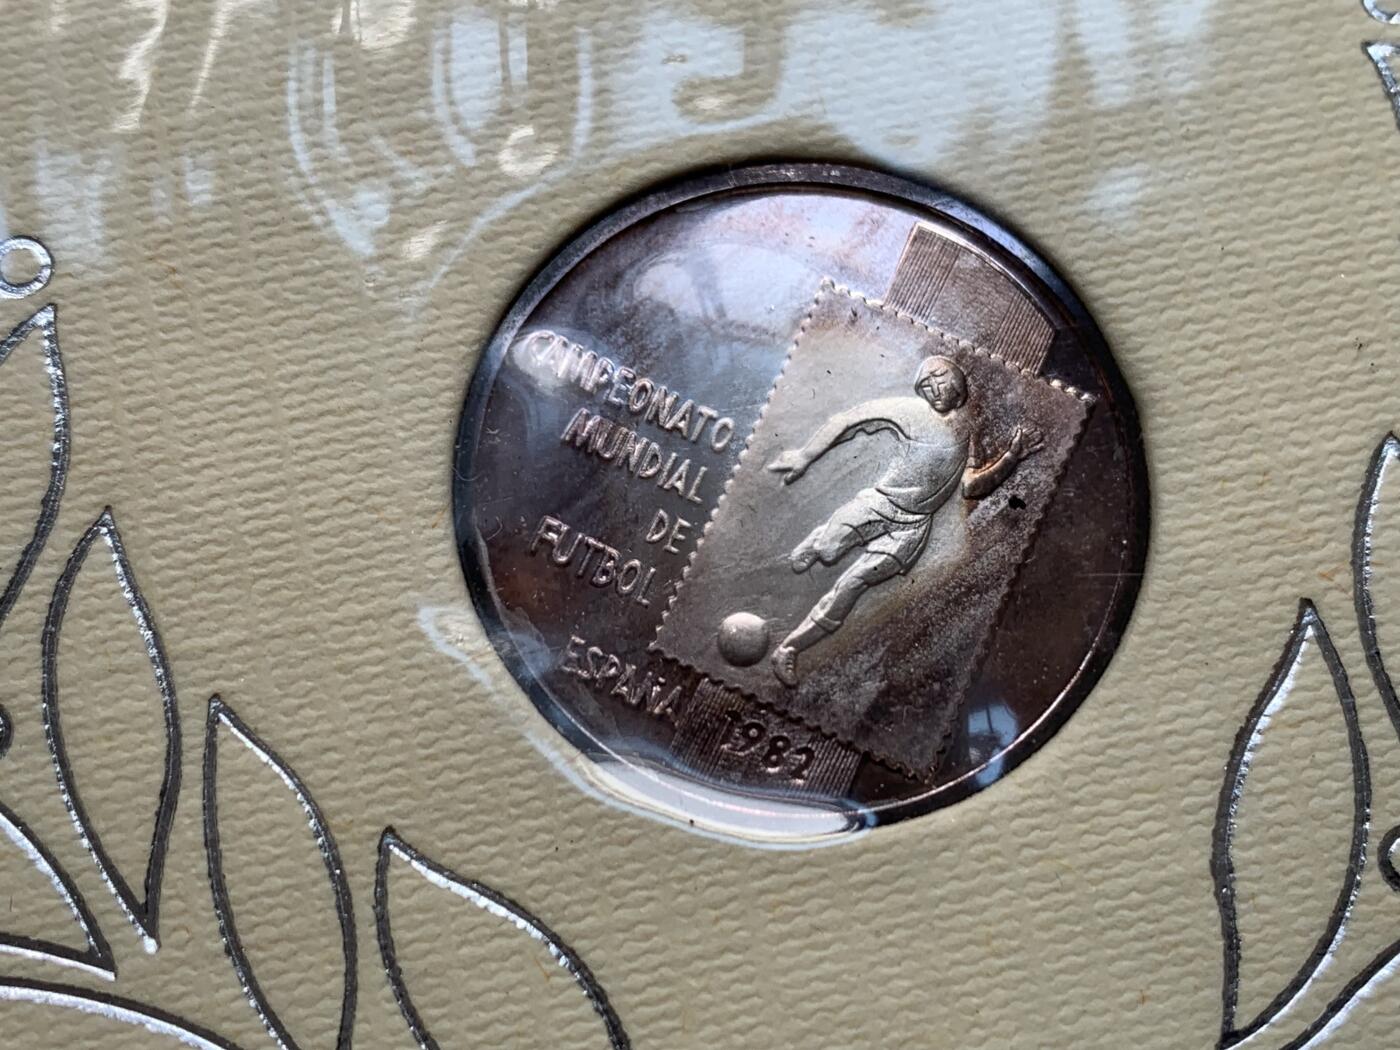 CAMPEONATO
MUNDIAL
DE
FUTBOL
ESPAÑA
1982